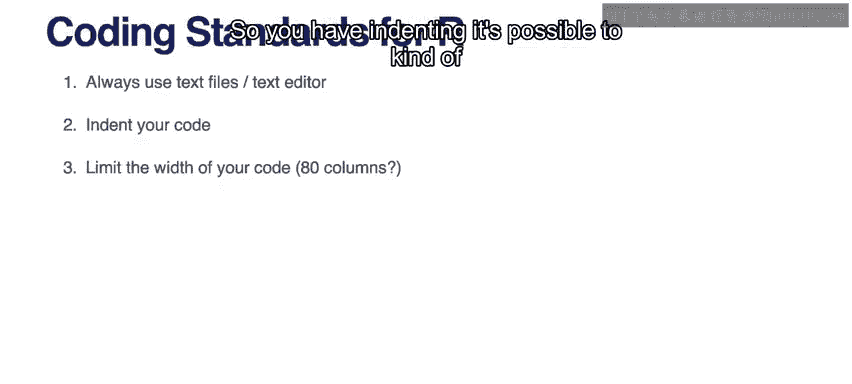 Coding Standards for R
So you have indenting it's possible to
kind of
1. Always use text files / text editor
2. Indent your code
3. Limit the width of your code (80 columns?)